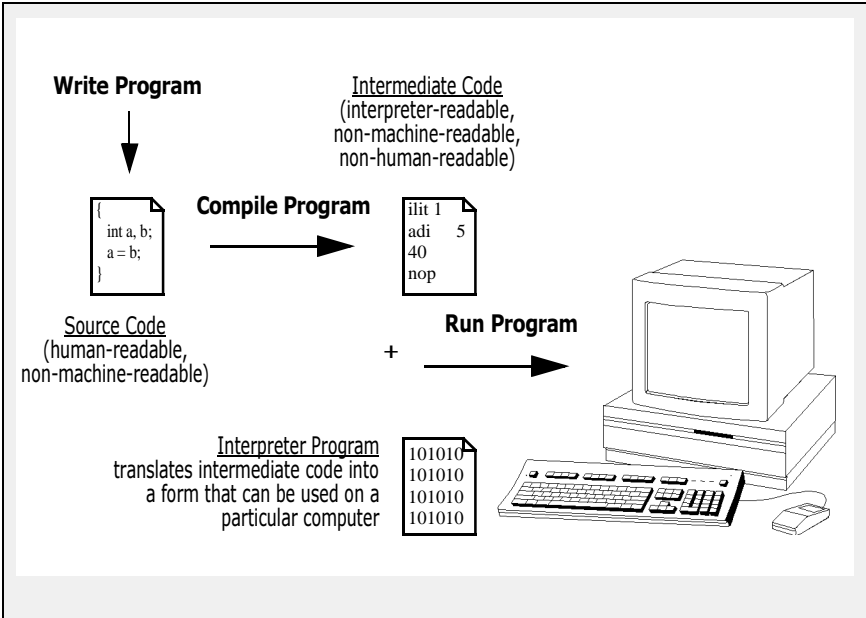 Write Program
{
int a, b;
a = b;
}
Source Code
(human-readable,
non-machine-readable)
Compile Program
Intermediate Code
(interpreter-readable,
non-machine-readable,
non-human-readable)
ilit 1
adi 5
40
nop
+
Run Program
Interpreter Program
translates intermediate code into
a form that can be used on a
particular computer
101010
101010
101010
101010